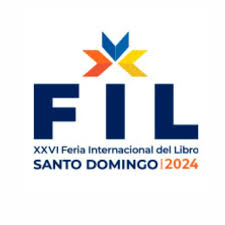 FIL
XXVI Feria Internacional del Libro
SANTO DOMINGO|2024